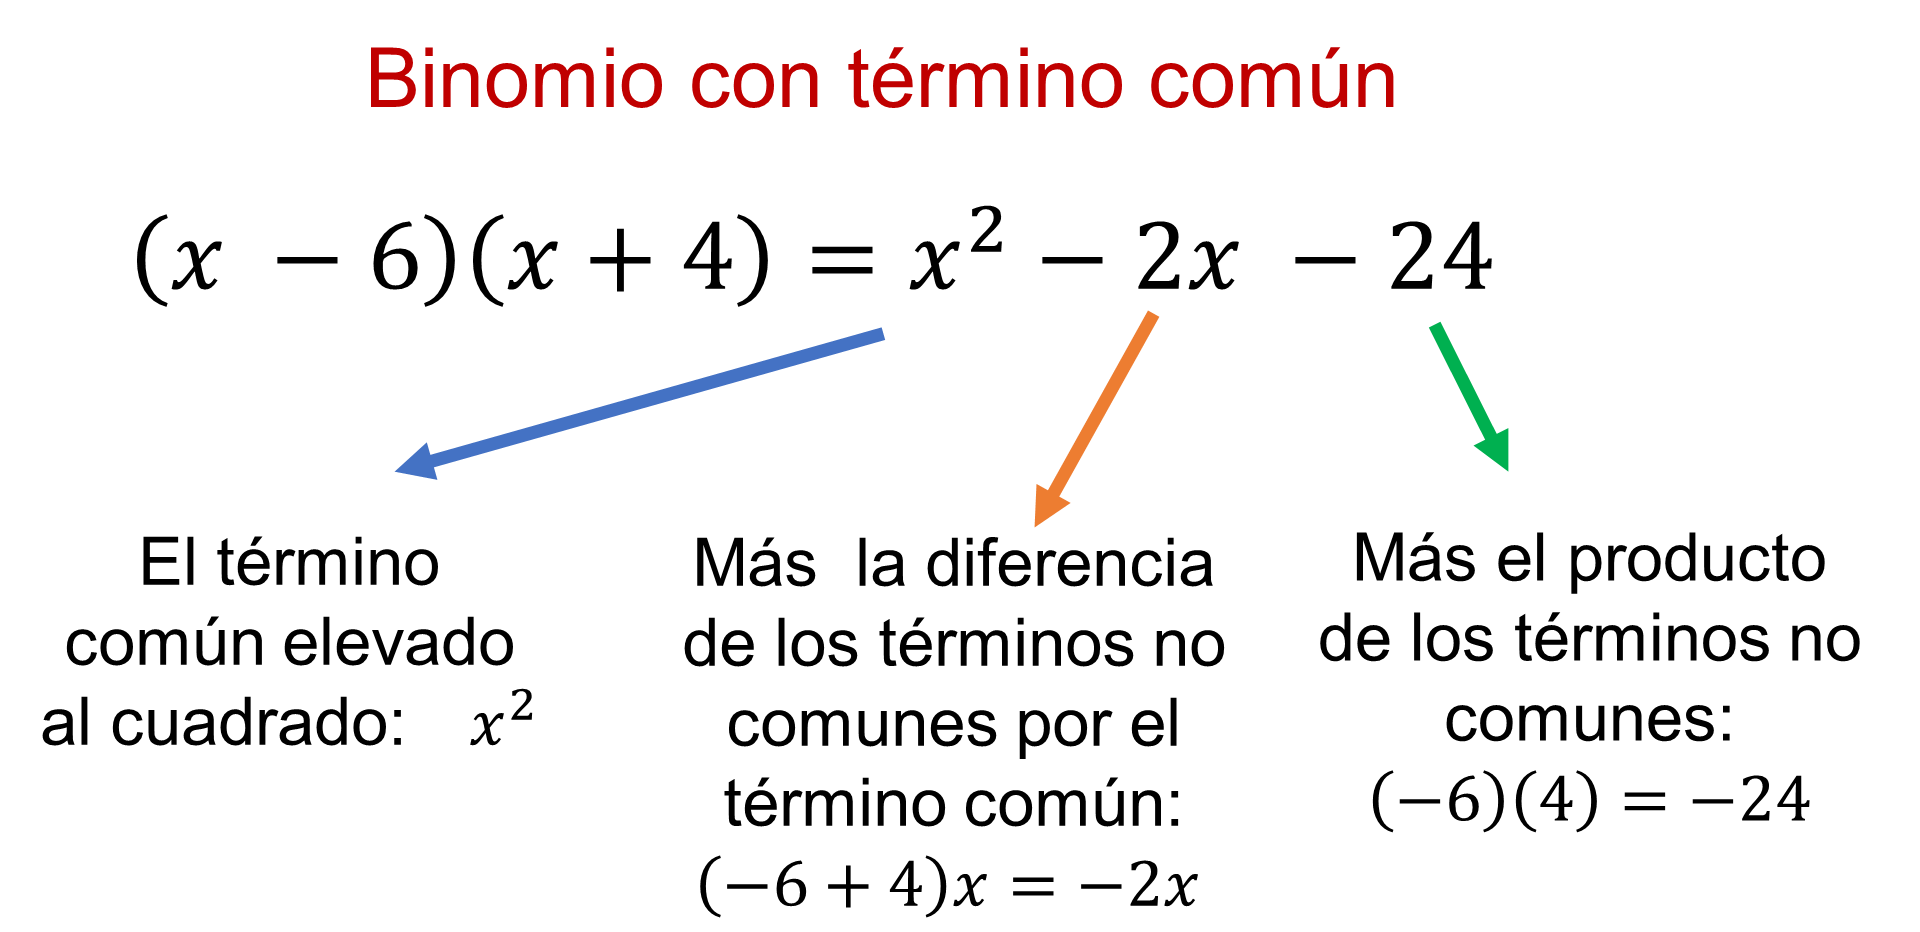 Binomio con término común
(x − 6)(x + 4) = x² − 2x − 24
El término
común elevado
al cuadrado: x²
Más la diferencia
de los términos no
comunes por el
término común:
(−6 + 4)x = −2x
Más el producto
de los términos no
comunes:
(−6)(4) = −24